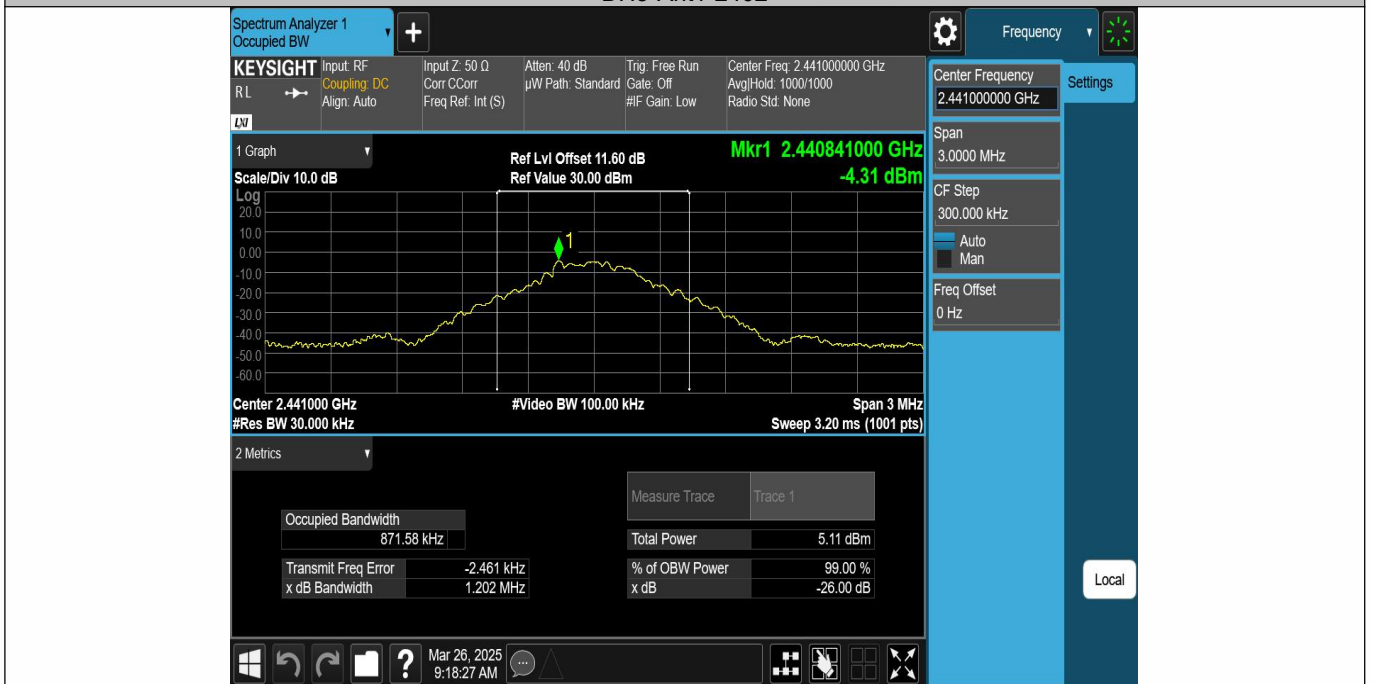 Spectrum Analyzer 1
Occupied BW
+
Frequency
KEYSIGHT
R L
LXI
Input: RF
Coupling: DC
Align: Auto
Input Z: 50 Ω
Corr CCorr
Freq Ref: Int (S)
Atten: 40 dB
µW Path: Standard
Trig: Free Run
Gate: Off
#IF Gain: Low
Center Freq: 2.441000000 GHz
Avg|Hold: 1000/1000
Radio Std: None
Center Frequency
2.441000000 GHz
Settings
Span
3.0000 MHz
CF Step
300.000 kHz
Auto
Man
Freq Offset
0 Hz
Local
1 Graph
Scale/Div 10.0 dB
Ref Lvl Offset 11.60 dB
Ref Value 30.00 dBm
Mkr1 2.440841000 GHz
-4.31 dBm
Log
20.0
10.0
0.00
-10.0
-20.0
-30.0
-40.0
-50.0
-60.0
1
Center 2.441000 GHz
#Video BW 100.00 kHz
Span 3 MHz
#Res BW 30.000 kHz
Sweep 3.20 ms (1001 pts)
2 Metrics
Measure Trace
Trace 1
Occupied Bandwidth
871.58 kHz
Total Power
5.11 dBm
Transmit Freq Error
-2.461 kHz
% of OBW Power
99.00 %
x dB Bandwidth
1.202 MHz
x dB
-26.00 dB
?
Mar 26, 2025
9:18:27 AM